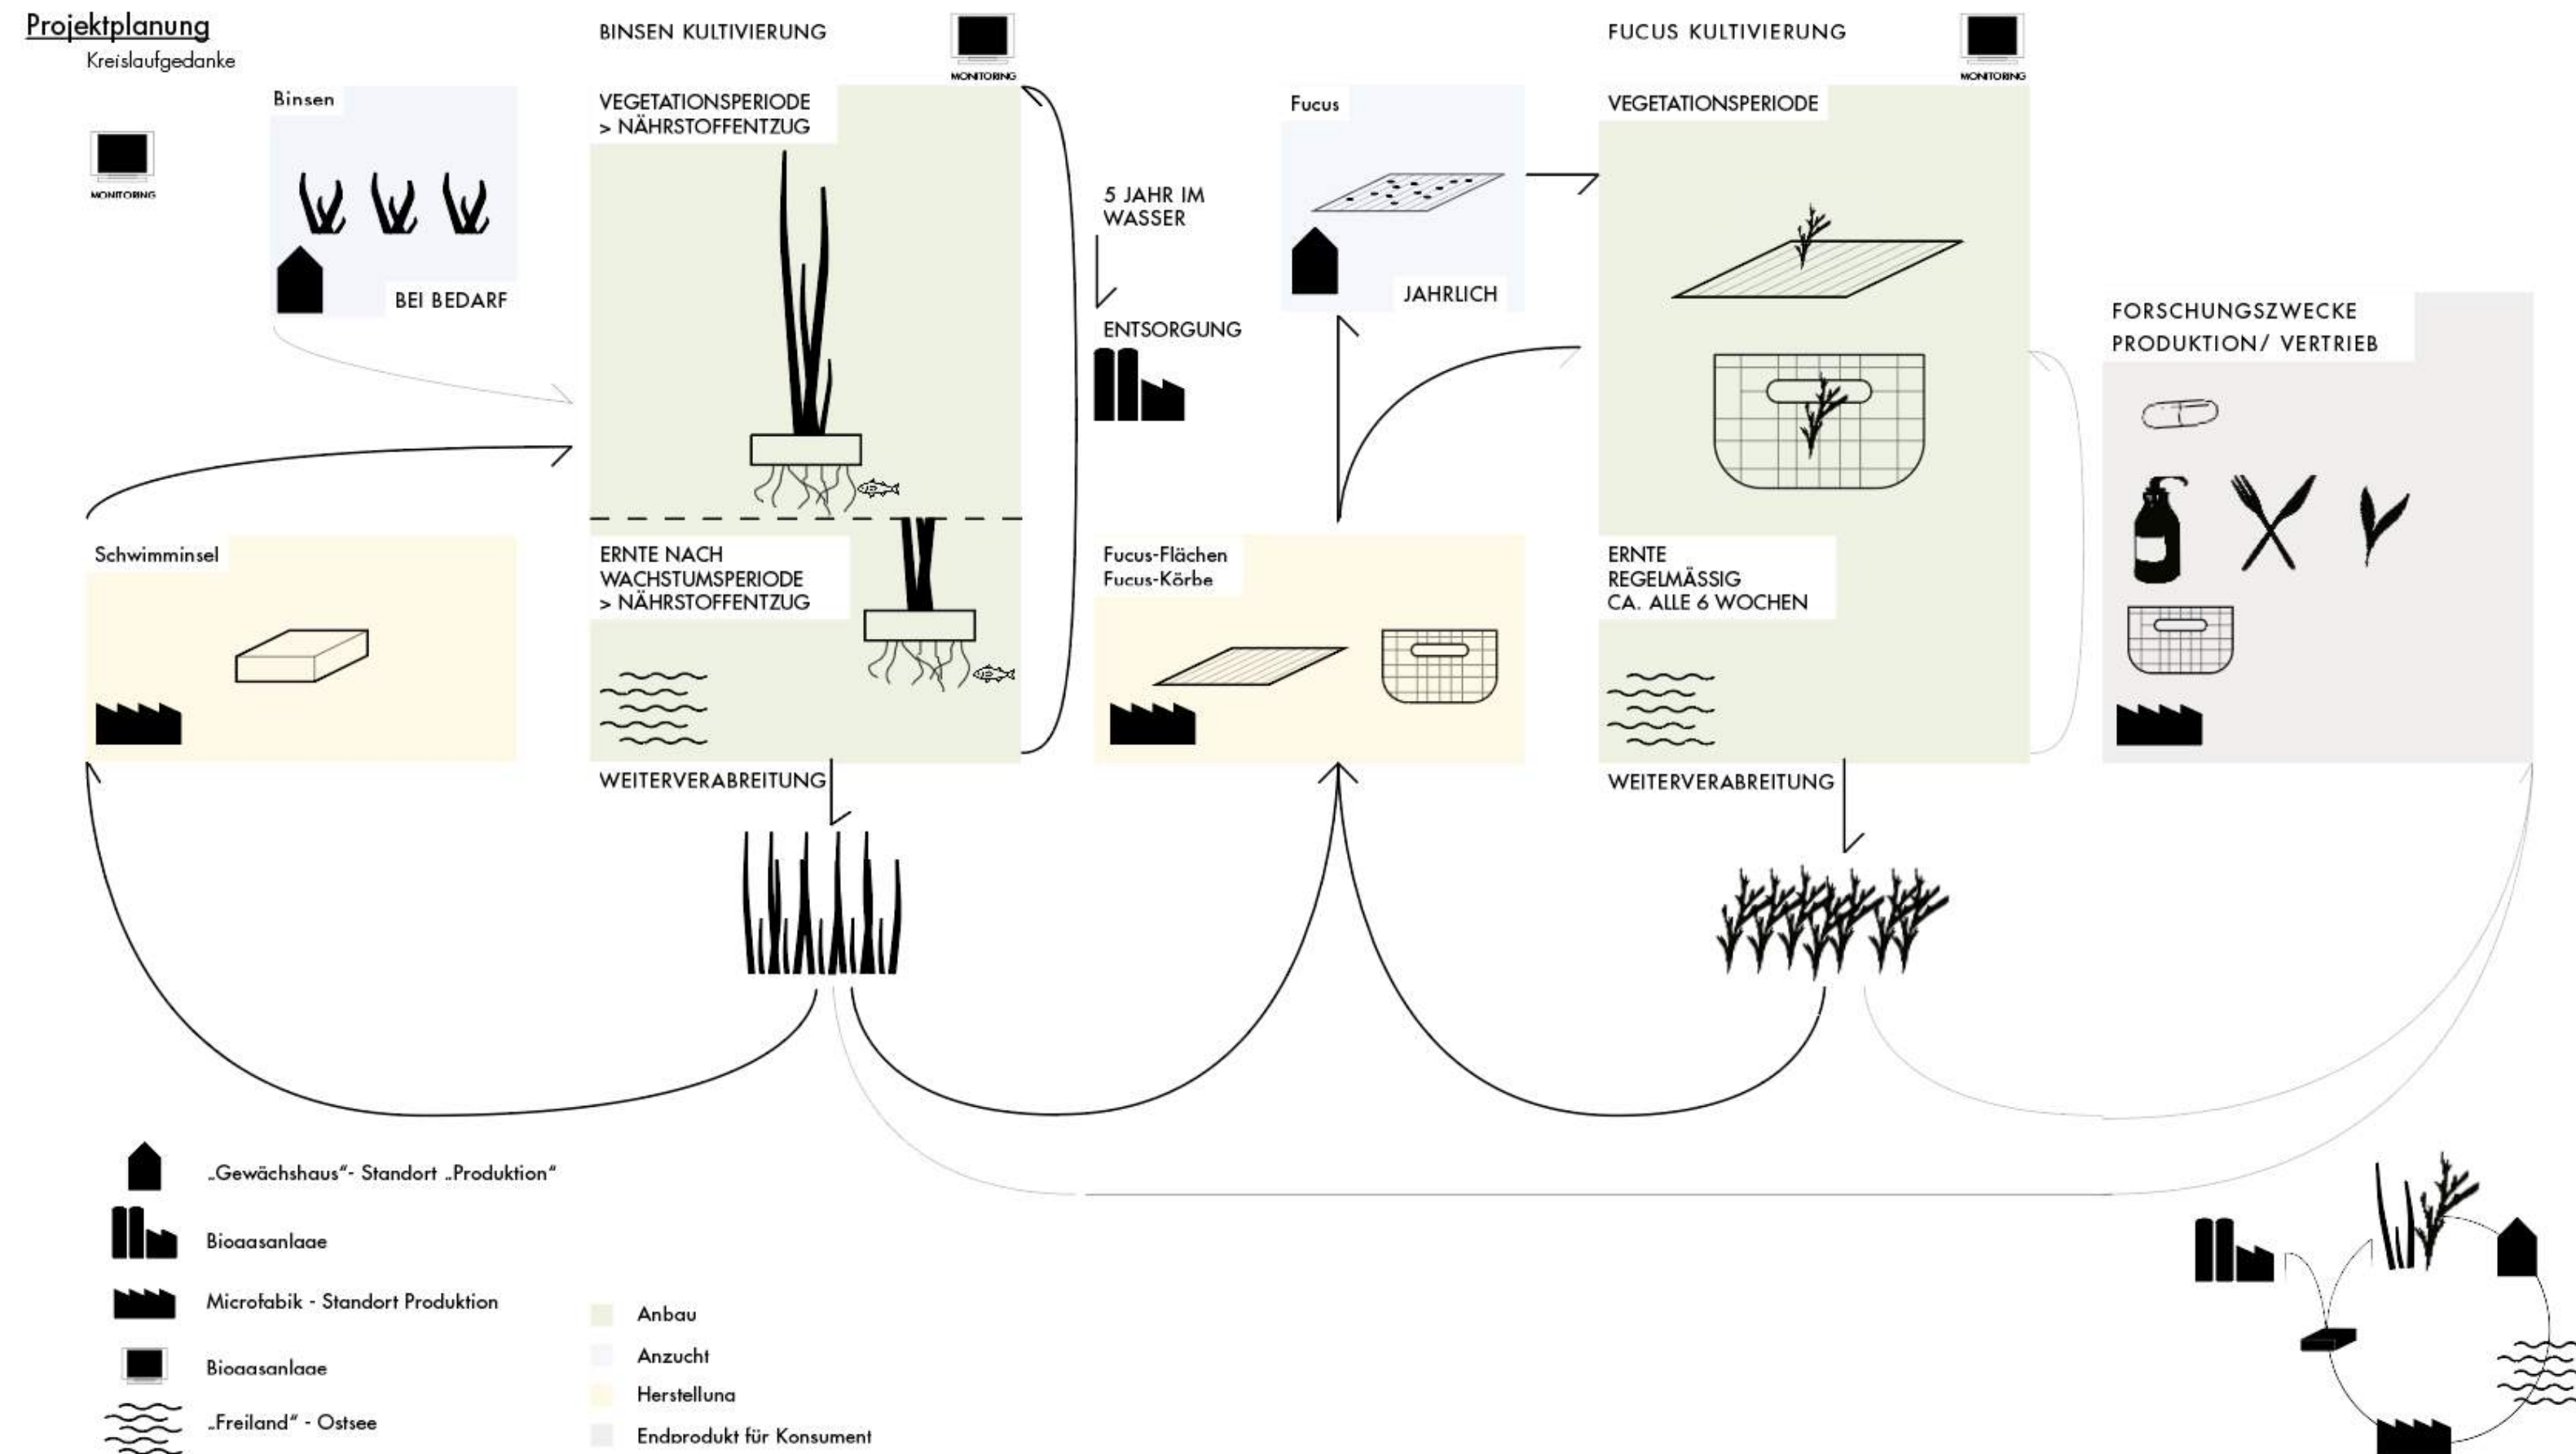 Projektplanung
Kreislaufgedanke
MONITORING
Binsen
BEI BEDARF
BINSEN KULTIVIERUNG
MONITORING
VEGETATIONSPERIODE
> NÄHRSTOFFENTZUG
ERNTE NACH
WACHSTUMSPERIODE
> NÄHRSTOFFENTZUG
WEITERVERABREITUNG
Schwimminsel
5 JAHR IM
WASSER
ENTSORGUNG
Fucus
JAHRLICH
Fucus-Flächen
Fucus-Körbe
FUCUS KULTIVIERUNG
MONITORING
VEGETATIONSPERIODE
ERNTE
REGELMÄSSIG
CA. ALLE 6 WOCHEN
WEITERVERABREITUNG
FORSCHUNGSZWECKE
PRODUKTION/ VERTRIEB
„Gewächshaus“- Standort „Produktion“
Biogasanlage
Microfabik - Standort Produktion
Biogasanlage
„Freiland“ - Ostsee
Anbau
Anzucht
Herstellung
Endprodukt für Konsument